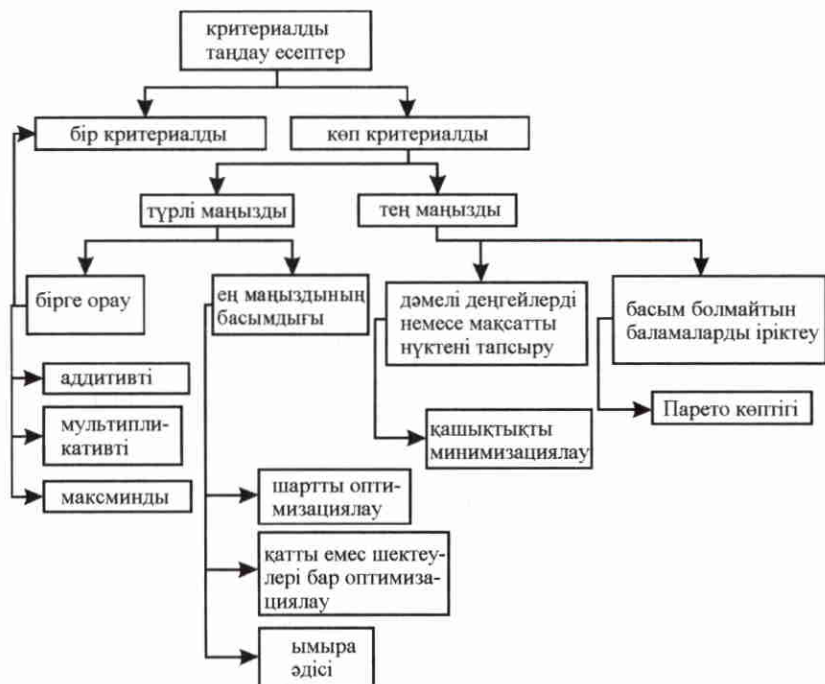 критериалды
таңдау есептер
бір критериалды
көп критериалды
түрлі маңызды
тең маңызды
бірге орау
ең маңыздының
басымдығы
дәмелі деңгейлерді
немесе мақсатты
нүктені тапсыру
басым болмайтын
баламаларды іріктеу
аддитивті
мультипли-
кативті
максминды
қашықтықты
минимизациялау
Парето көптігі
шартты опти-
мизациялау
қатты емес шектеу-
лері бар оптимиза-
циялау
ымыра
әдісі